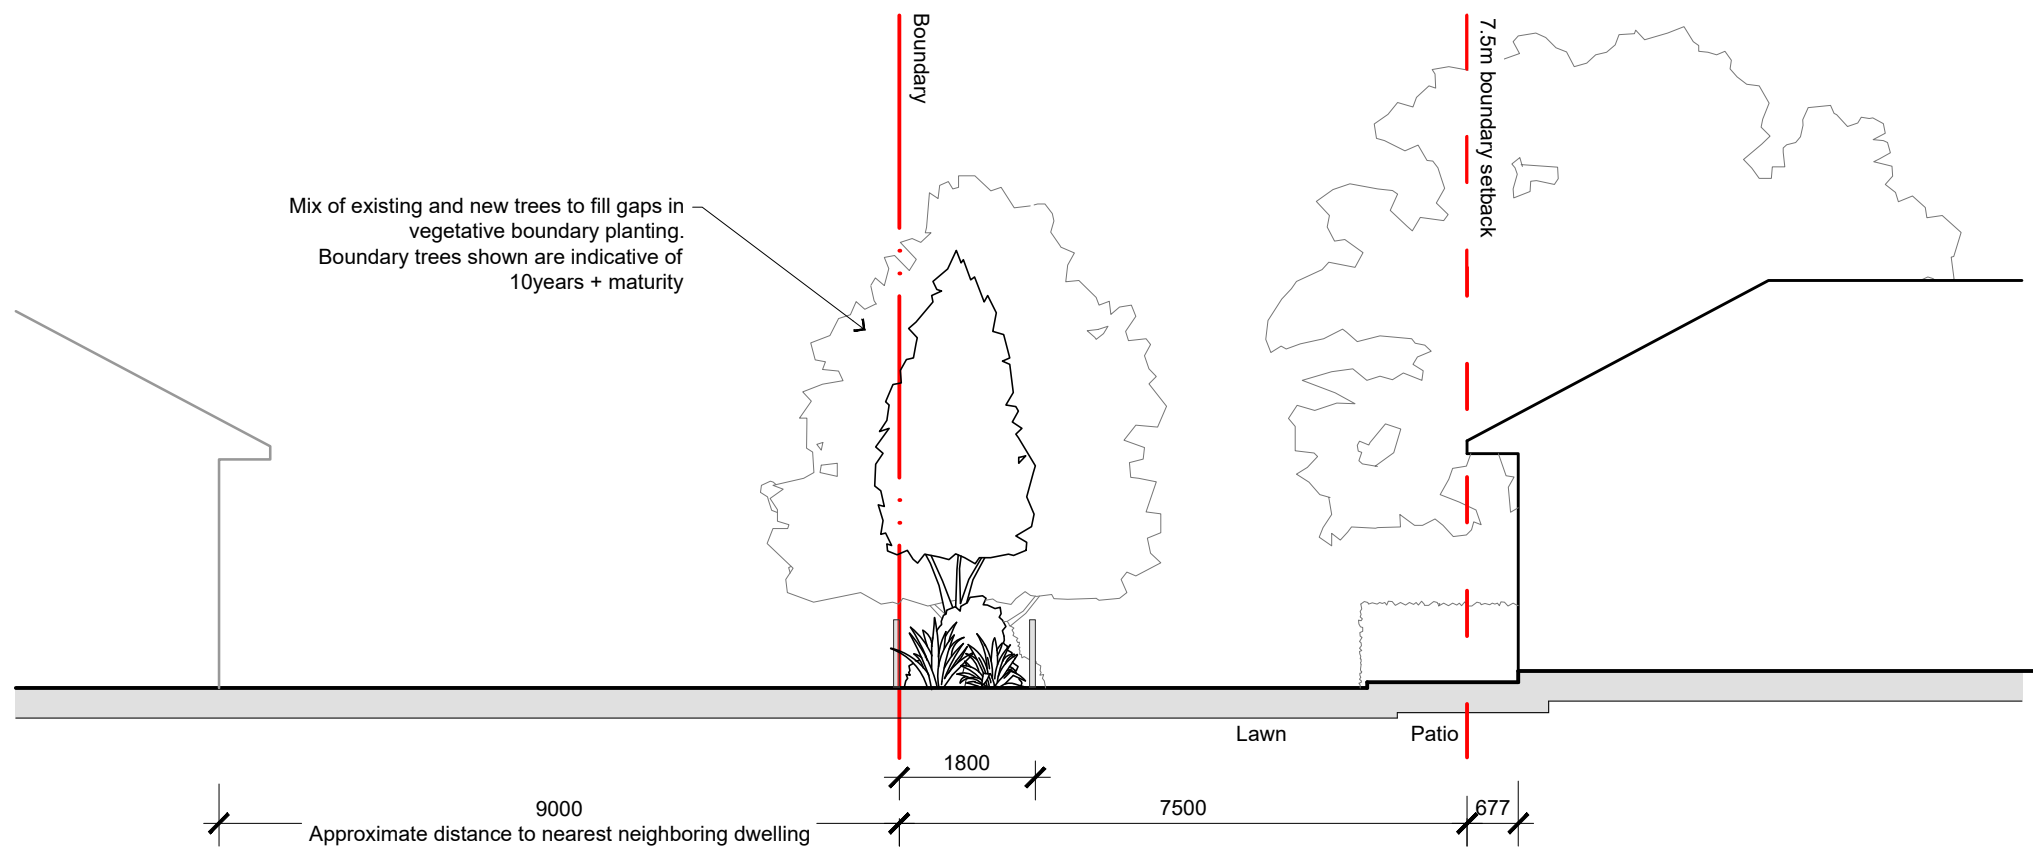 Boundary
7.5m boundary setback
Mix of existing and new trees to fill gaps in
vegetative boundary planting.
Boundary trees shown are indicative of
10years + maturity
Lawn
Patio
1800
9000
Approximate distance to nearest neighboring dwelling
7500
677